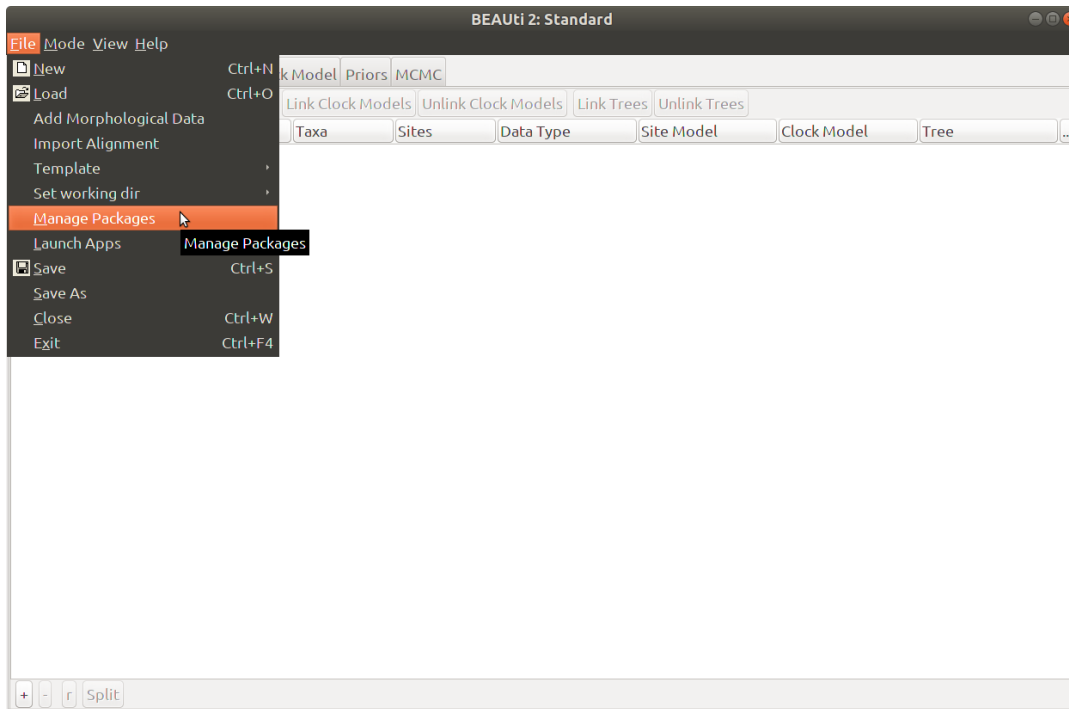 BEAUti 2: Standard
File Mode View Help
New Ctrl+N
k Model Priors MCMC
Load Ctrl+O
Link Clock Models Unlink Clock Models Link Trees Unlink Trees
Add Morphological Data
Taxa Sites Data Type Site Model Clock Model Tree ...
Import Alignment
Template
Set working dir
Manage Packages
Launch Apps
Manage Packages
Save Ctrl+S
Save As
Close Ctrl+W
Exit Ctrl+F4
+ - r Split